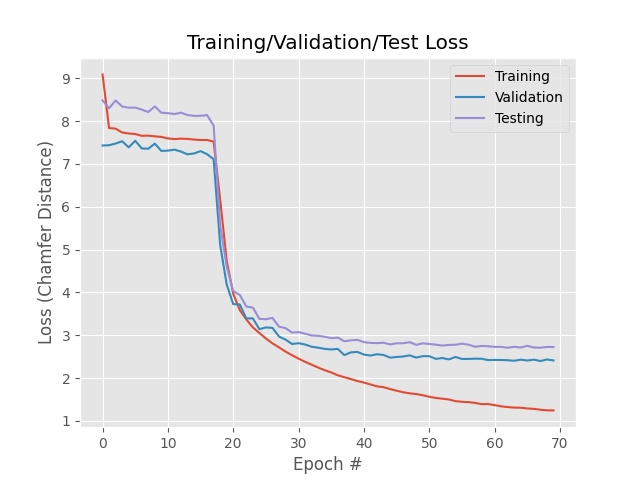 Training/Validation/Test Loss
Training
Validation
Testing
Loss (Chamfer Distance)
9
8
7
6
5
4
3
2
1
0 10 20 30 40 50 60 70
Epoch #